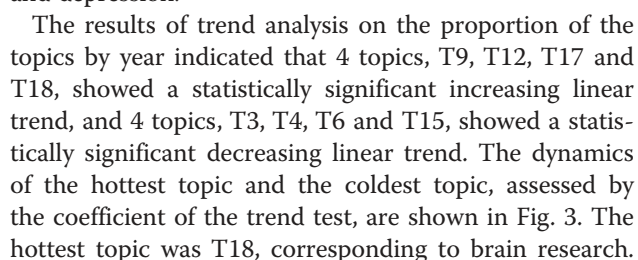 and depression.
The results of trend analysis on the proportion of the
topics by year indicated that 4 topics, T9, T12, T17 and
T18, showed a statistically significant increasing linear
trend, and 4 topics, T3, T4, T6 and T15, showed a statis-
tically significant decreasing linear trend. The dynamics
of the hottest topic and the coldest topic, assessed by
the coefficient of the trend test, are shown in Fig. 3. The
hottest topic was T18, corresponding to brain research.